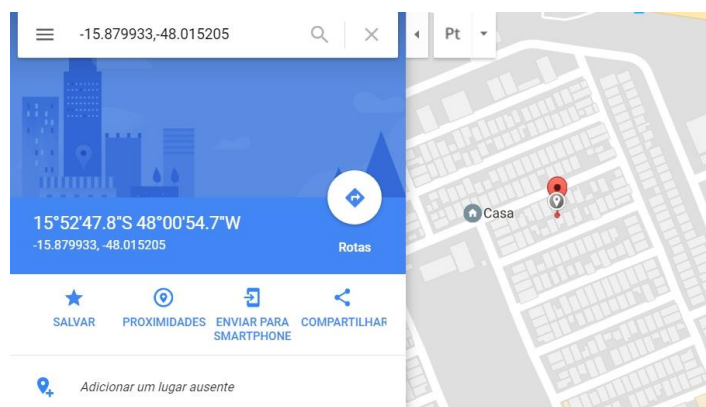 -15.879933,-48.015205
Pt
15°52'47.8"S 48°00'54.7"W
-15.879933, -48.015205
Rotas
SALVAR
PROXIMIDADES
ENVIAR PARA
SMARTPHONE
COMPARTILHAR
Adicionar um lugar ausente
Casa